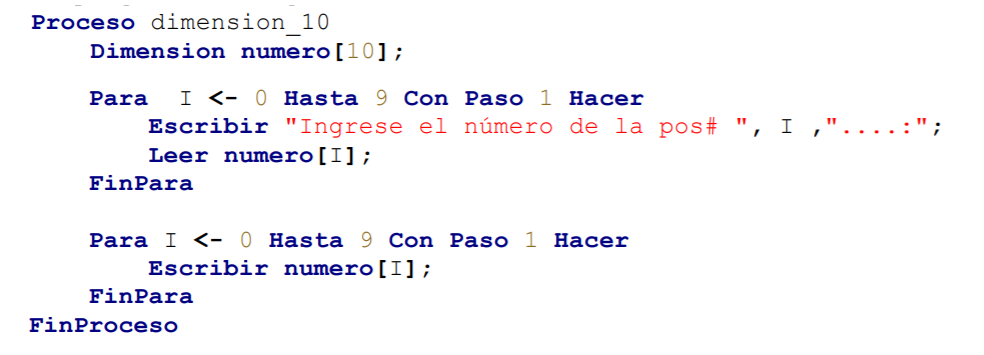 Proceso dimension_10
Dimension numero[10];
Para I <- 0 Hasta 9 Con Paso 1 Hacer
Escribir "Ingrese el número de la pos# ", I ,"....:";
Leer numero[I];
FinPara
Para I <- 0 Hasta 9 Con Paso 1 Hacer
Escribir numero[I];
FinPara
FinProceso